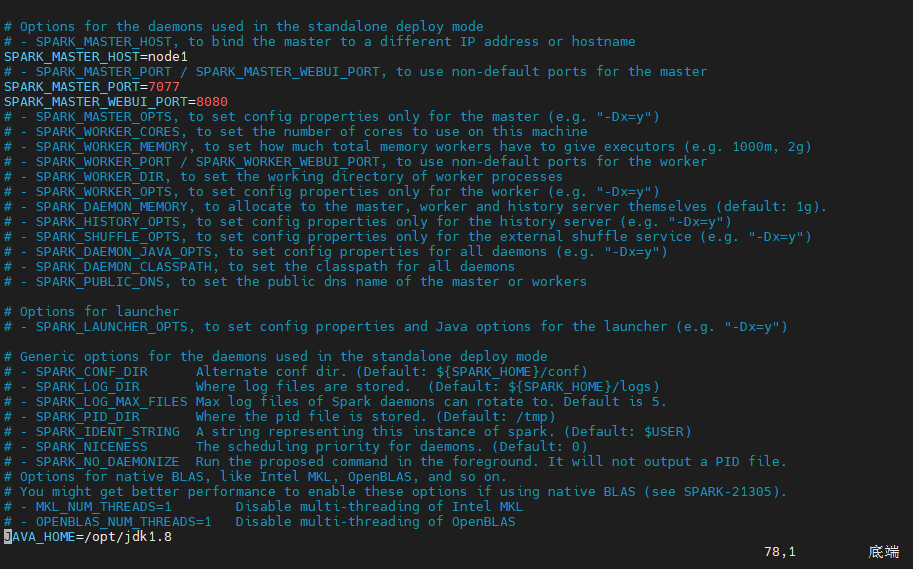 # Options for the daemons used in the standalone deploy mode
# - SPARK_MASTER_HOST, to bind the master to a different IP address or hostname
SPARK_MASTER_HOST=node1
# - SPARK_MASTER_PORT / SPARK_MASTER_WEBUI_PORT, to use non-default ports for the master
SPARK_MASTER_PORT=7077
SPARK_MASTER_WEBUI_PORT=8080
# - SPARK_MASTER_OPTS, to set config properties only for the master (e.g. "-Dx=y")
# - SPARK_WORKER_CORES, to set the number of cores to use on this machine
# - SPARK_WORKER_MEMORY, to set how much total memory workers have to give executors (e.g. 1000m, 2g)
# - SPARK_WORKER_PORT / SPARK_WORKER_WEBUI_PORT, to use non-default ports for the worker
# - SPARK_WORKER_DIR, to set the working directory of worker processes
# - SPARK_WORKER_OPTS, to set config properties only for the worker (e.g. "-Dx=y")
# - SPARK_DAEMON_MEMORY, to allocate to the master, worker and history server themselves (default: 1g).
# - SPARK_HISTORY_OPTS, to set config properties only for the history server (e.g. "-Dx=y")
# - SPARK_SHUFFLE_OPTS, to set config properties only for the external shuffle service (e.g. "-Dx=y")
# - SPARK_DAEMON_JAVA_OPTS, to set config properties for all daemons (e.g. "-Dx=y")
# - SPARK_DAEMON_CLASSPATH, to set the classpath for all daemons
# - SPARK_PUBLIC_DNS, to set the public dns name of the master or workers

# Options for launcher
# - SPARK_LAUNCHER_OPTS, to set config properties and Java options for the launcher (e.g. "-Dx=y")

# Generic options for the daemons used in the standalone deploy mode
# - SPARK_CONF_DIR      Alternate conf dir. (Default: ${SPARK_HOME}/conf)
# - SPARK_LOG_DIR       Where log files are stored.  (Default: ${SPARK_HOME}/logs)
# - SPARK_LOG_MAX_FILES Max log files of Spark daemons can rotate to. Default is 5.
# - SPARK_PID_DIR       Where the pid file is stored. (Default: /tmp)
# - SPARK_IDENT_STRING  A string representing this instance of spark. (Default: $USER)
# - SPARK_NICENESS      The scheduling priority for daemons. (Default: 0)
# - SPARK_NO_DAEMONIZE  Run the proposed command in the foreground. It will not output a PID file.
# Options for native BLAS, like Intel MKL, OpenBLAS, and so on.
# You might get better performance to enable these options if using native BLAS (see SPARK-21305).
# - MKL_NUM_THREADS=1        Disable multi-threading of Intel MKL
# - OPENBLAS_NUM_THREADS=1   Disable multi-threading of OpenBLAS
JAVA_HOME=/opt/jdk1.8
78,1 底端